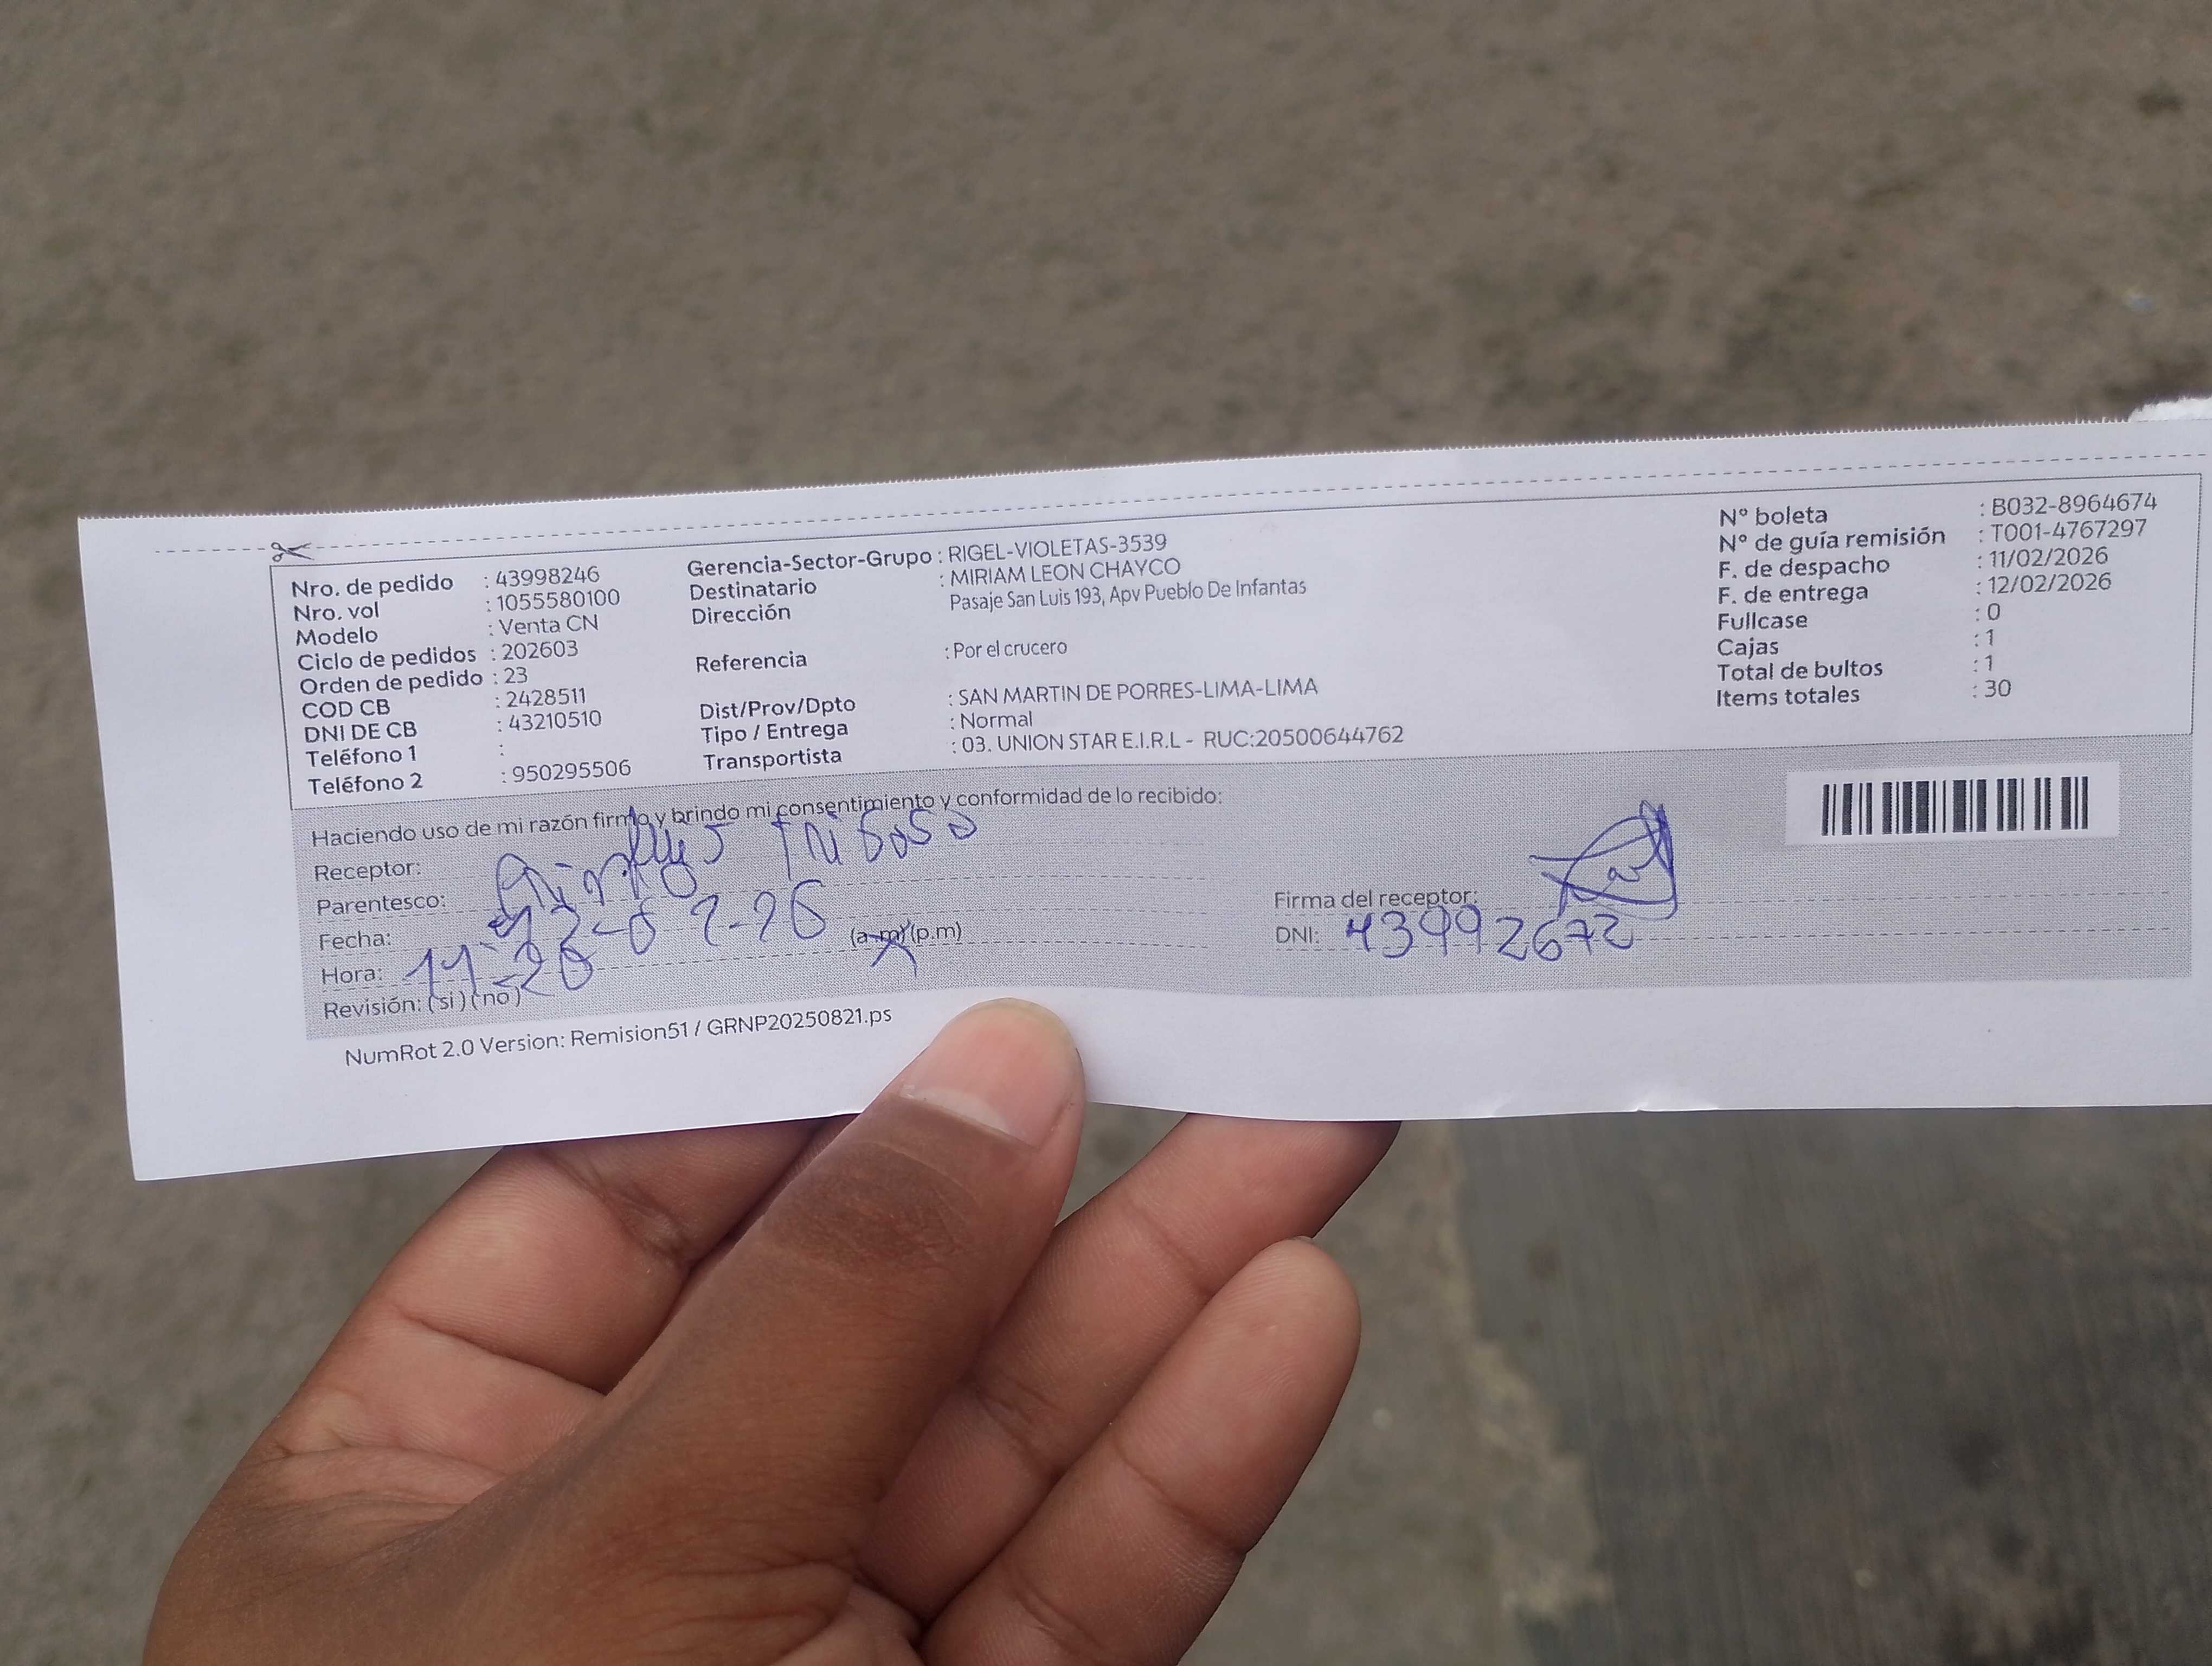 Nro. de pedido : 43998246
Nro. vol : 1055580100
Modelo : Venta CN
Ciclo de pedidos : 202603
Orden de pedido : 23
COD CB : 2428511
DNI DE CB : 43210510
Teléfono 1 :
Teléfono 2 : 950295506
Gerencia-Sector-Grupo : RIGEL-VIOLETAS-3539
Destinatario : MIRIAM LEON CHAYCO
Dirección Pasaje San Luis 193, Apv Pueblo De Infantas
Referencia : Por el crucero
Dist/Prov/Dpto : SAN MARTIN DE PORRES-LIMA-LIMA
Tipo / Entrega : Normal
Transportista : 03. UNION STAR E.I.R.L - RUC:20500644762
N° boleta : B032-8964674
N° de guía remisión : T001-4767297
F. de despacho : 11/02/2026
F. de entrega : 12/02/2026
Fullcase : 0
Cajas : 1
Total de bultos : 1
Items totales : 30
Haciendo uso de mi razón firmo y brindo mi consentimiento y conformidad de lo recibido:
Receptor:
Parentesco:
Fecha:
Hora: 11-20 (a-m) (p.m)
Revisión: (si) (no)
Firma del receptor:
DNI: 43992672
NumRot 2.0 Version: Remision51 / GRNP20250821.ps